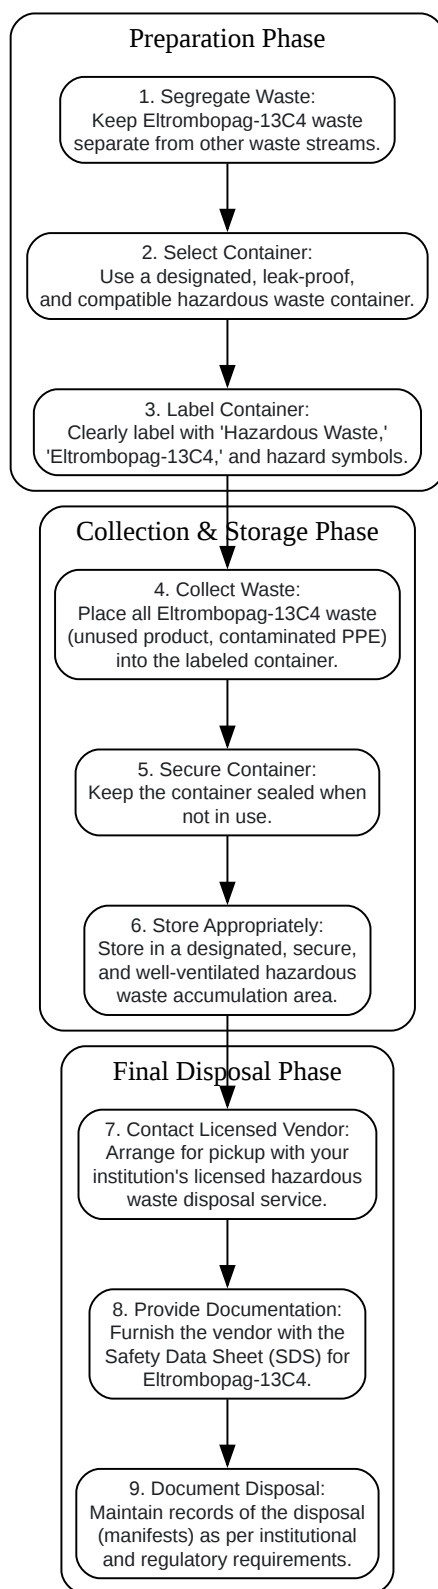 Preparation Phase
1. Segregate Waste:
Keep Eltrombopag-13C4 waste
separate from other waste streams.
2. Select Container:
Use a designated, leak-proof,
and compatible hazardous waste container.
3. Label Container:
Clearly label with 'Hazardous Waste,'
'Eltrombopag-13C4,' and hazard symbols.
Collection & Storage Phase
4. Collect Waste:
Place all Eltrombopag-13C4 waste
(unused product, contaminated PPE)
into the labeled container.
5. Secure Container:
Keep the container sealed when
not in use.
6. Store Appropriately:
Store in a designated, secure,
and well-ventilated hazardous
waste accumulation area.
Final Disposal Phase
7. Contact Licensed Vendor:
Arrange for pickup with your
institution's licensed hazardous
waste disposal service.
8. Provide Documentation:
Furnish the vendor with the
Safety Data Sheet (SDS) for
Eltrombopag-13C4.
9. Document Disposal:
Maintain records of the disposal
(manifests) as per institutional
and regulatory requirements.